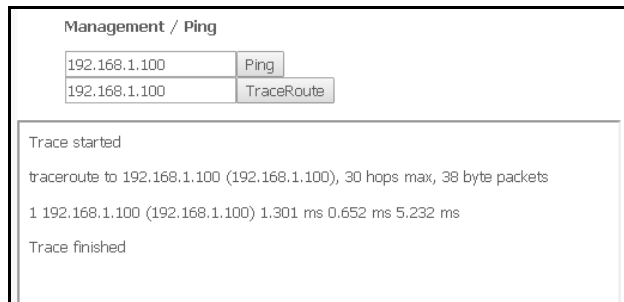 Management / Ping
192.168.1.100 Ping
192.168.1.100 TraceRoute
Trace started
traceroute to 192.168.1.100 (192.168.1.100), 30 hops max, 38 byte packets
1 192.168.1.100 (192.168.1.100) 1.301 ms 0.652 ms 5.232 ms
Trace finished